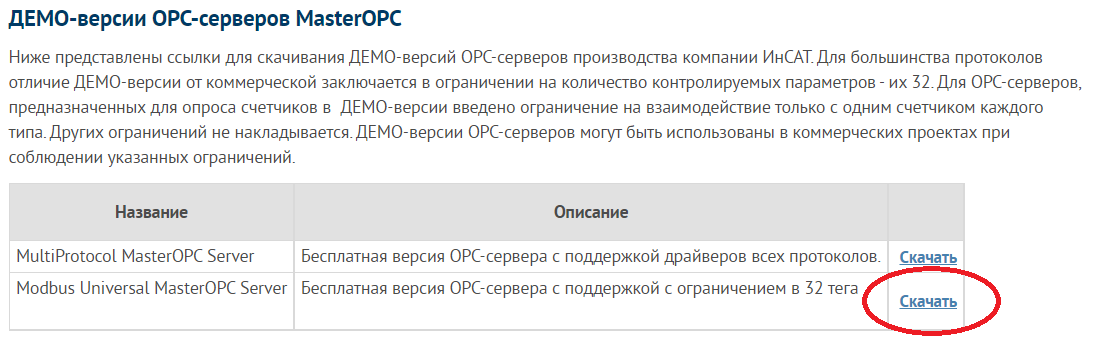 ДЕМО-версии OPC-серверов MasterOPC
Ниже представлены ссылки для скачивания ДЕМО-версий OPC-серверов производства компании ИнСАТ. Для большинства протоколов
отличие ДЕМО-версии от коммерческой заключается в ограничении на количество контролируемых параметров - их 32. Для OPC-серверов,
предназначенных для опроса счетчиков в  ДЕМО-версии введено ограничение на взаимодействие только с одним счетчиком каждого
типа. Других ограничений не накладывается. ДЕМО-версии OPC-серверов могут быть использованы в коммерческих проектах при
соблюдении указанных ограничений.
Название Описание
MultiProtocol MasterOPC Server Бесплатная версия OPC-сервера с поддержкой драйверов всех протоколов. Скачать
Modbus Universal MasterOPC Server Бесплатная версия OPC-сервера с поддержкой с ограничением в 32 тега Скачать